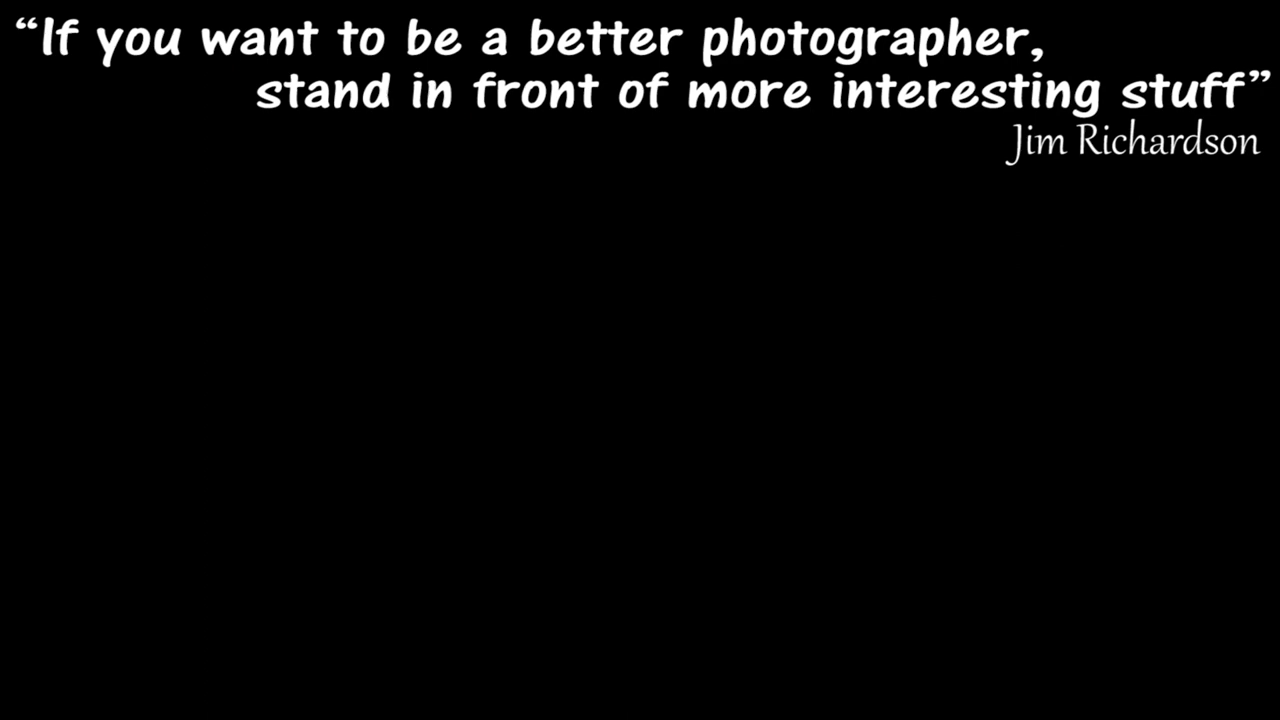 “If you want to be a better photographer,
stand in front of more interesting stuff”
Jim Richardson